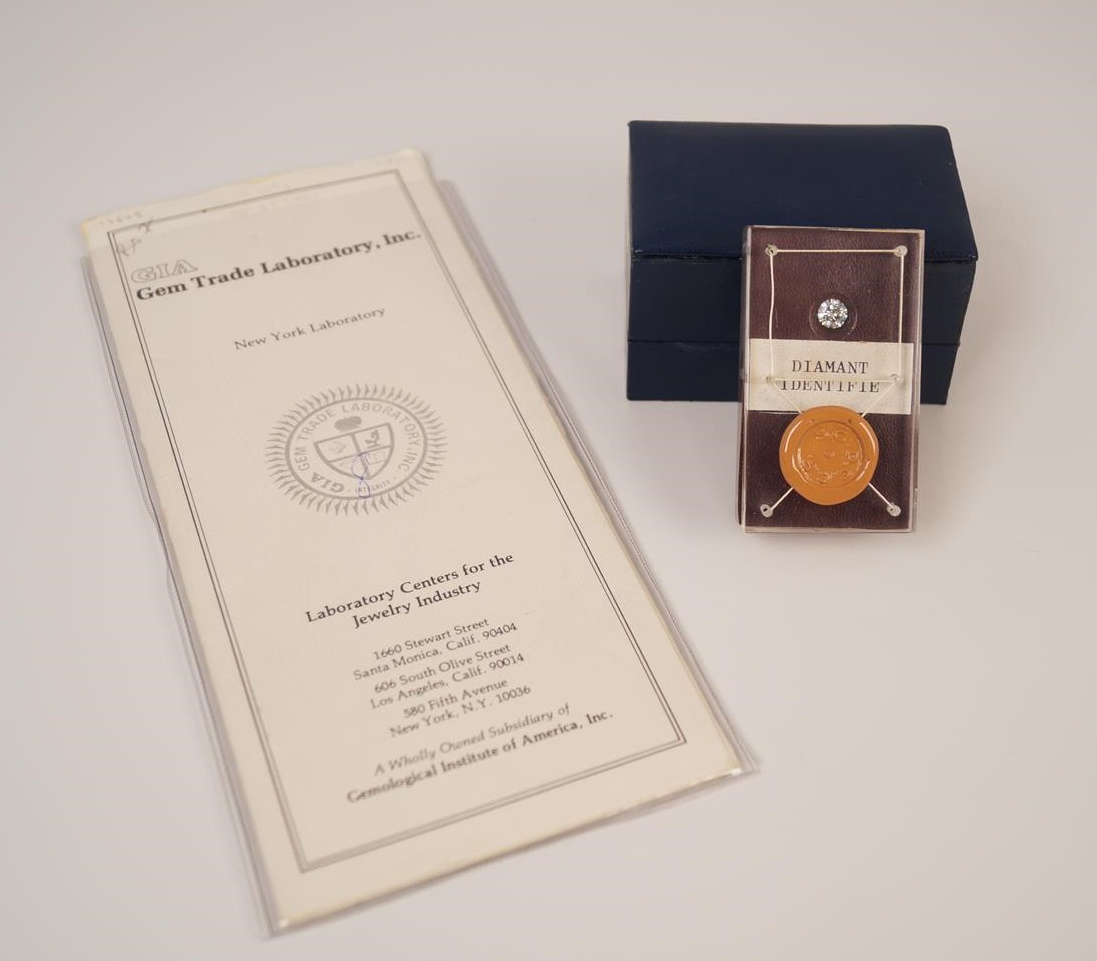 GIA
Gem Trade Laboratory, Inc.
New York Laboratory
GEM TRADE LABORATORY, INC.
GIA
INTEGRITY
Laboratory Centers for the
Jewelry Industry
1660 Stewart Street
Santa Monica, Calif. 90404
606 South Olive Street
Los Angeles, Calif. 90014
580 Fifth Avenue
New York, N.Y. 10036
A Wholly Owned Subsidiary of
Gemological Institute of America, Inc.
DIAMANT
IDENTIFIE